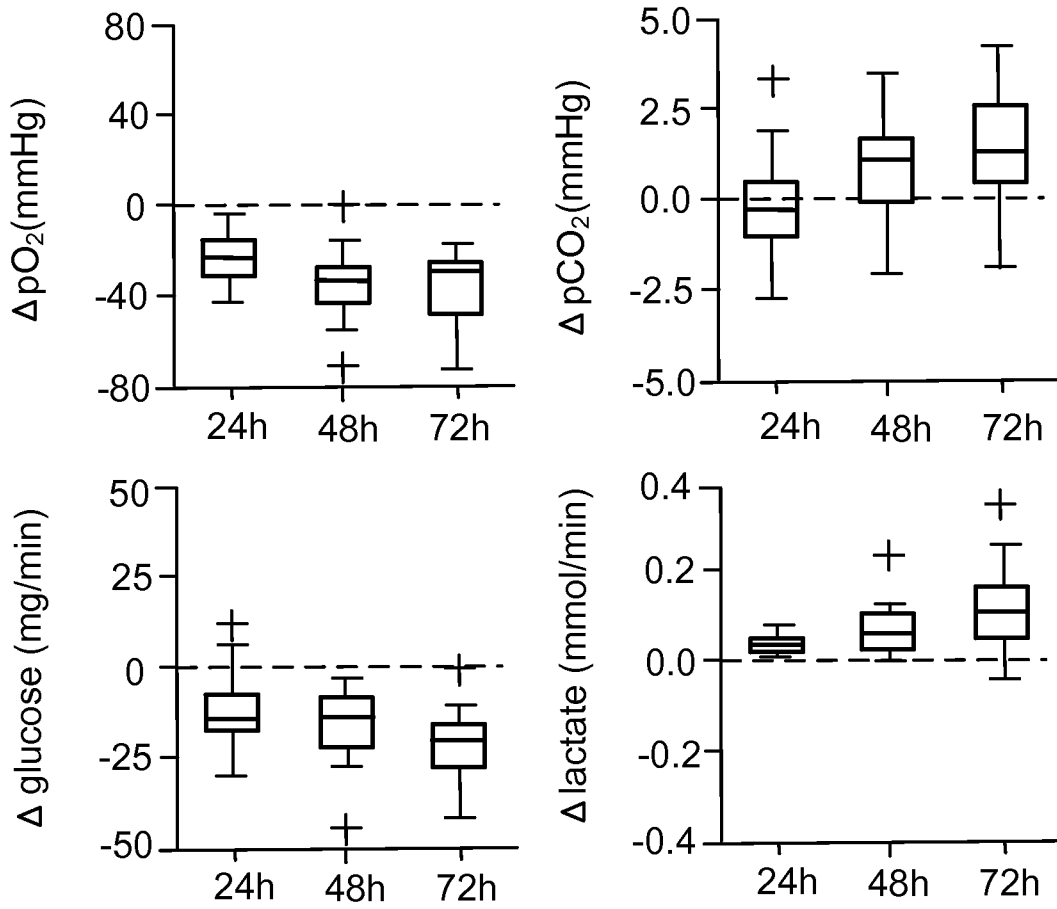 Δ pO₂(mmHg)
80
40
0
-40
-80
24h 48h 72h
Δ pCO₂(mmHg)
5.0
2.5
0.0
-2.5
-5.0
24h 48h 72h
Δ glucose (mg/min)
50
25
0
-25
-50
24h 48h 72h
Δ lactate (mmol/min)
0.4
0.2
0.0
-0.2
-0.4
24h 48h 72h